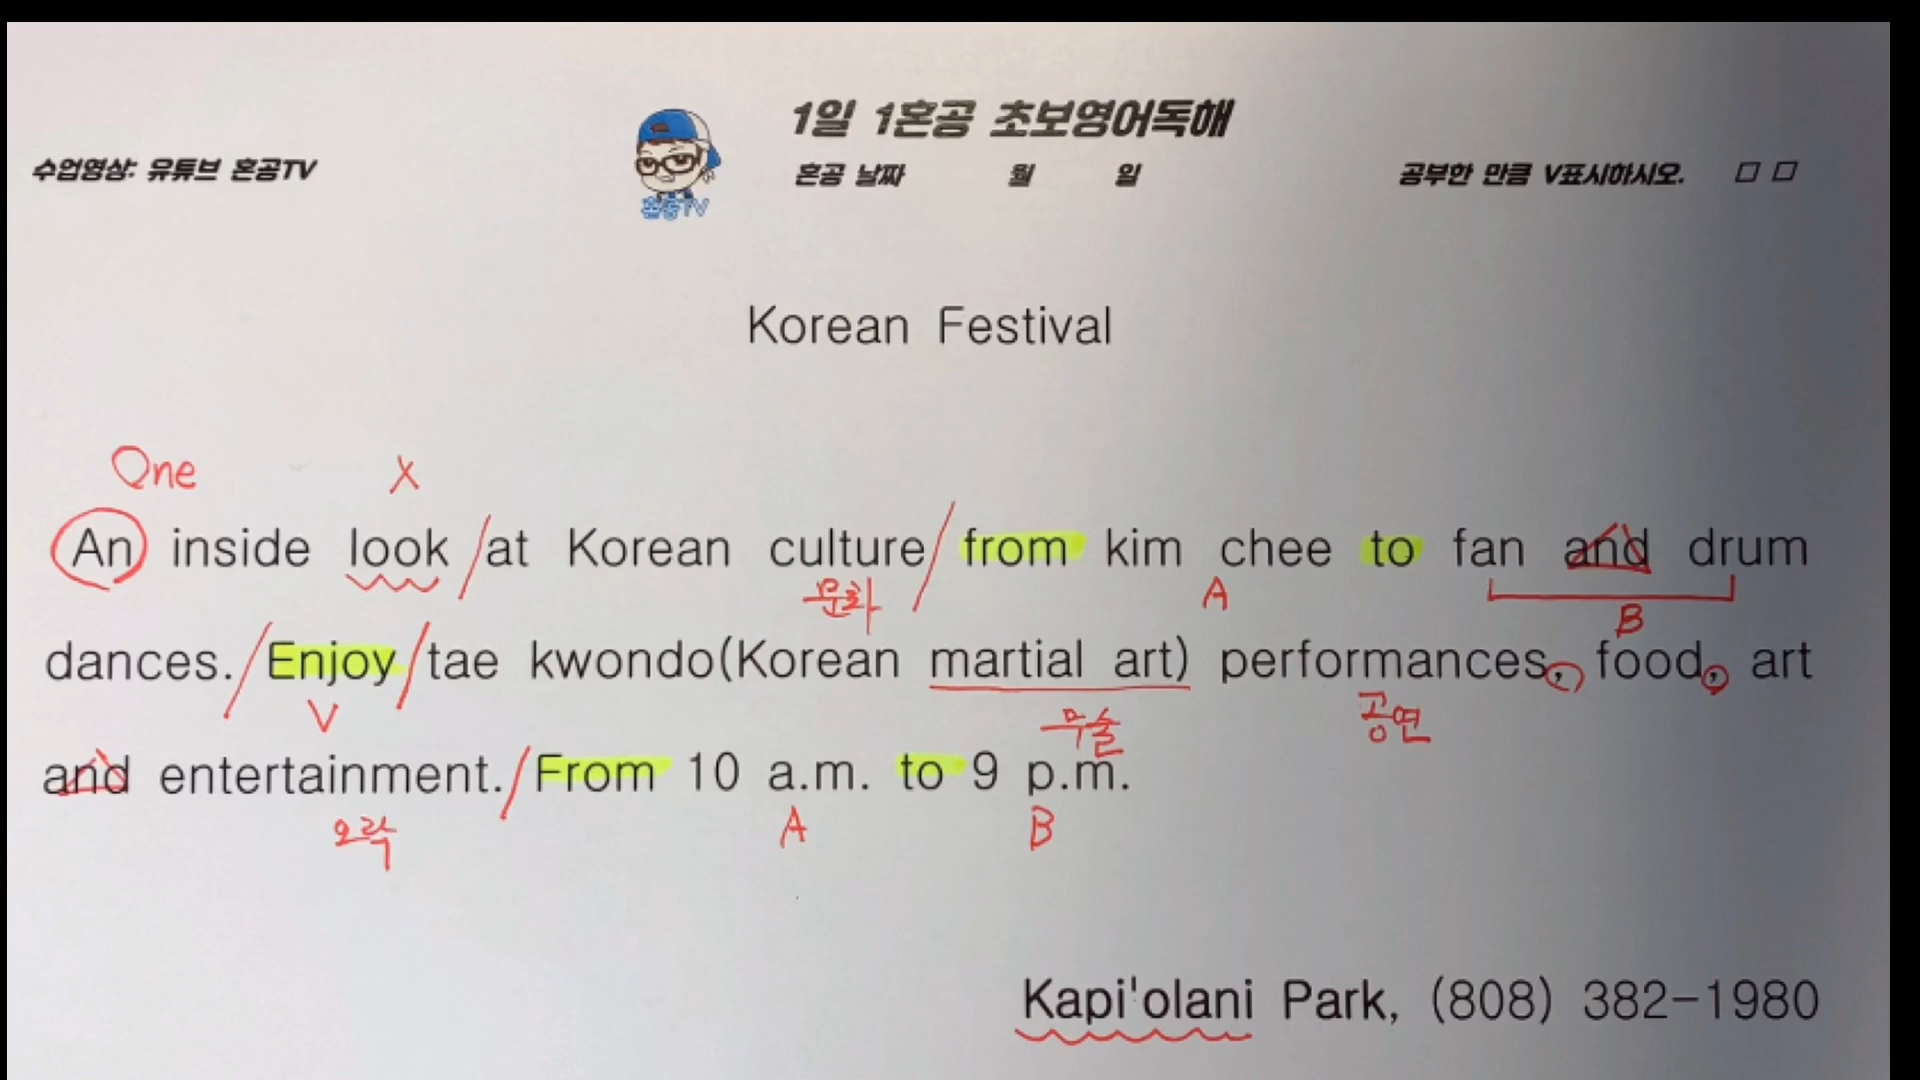 1일 1혼공 초보영어독해
수업영상: 유튜브 혼공TV
혼공 날짜 월 일
공부한 만큼 V표시하시오. □ □
혼공TV
Korean Festival
One X
An inside look / at Korean culture / from kim chee to fan and drum
문화 A B
dances. / Enjoy / tae kwondo(Korean martial art) performances, food, art
V 무술 공연
and entertainment. / From 10 a.m. to 9 p.m.
오락 A B
Kapi'olani Park, (808) 382-1980